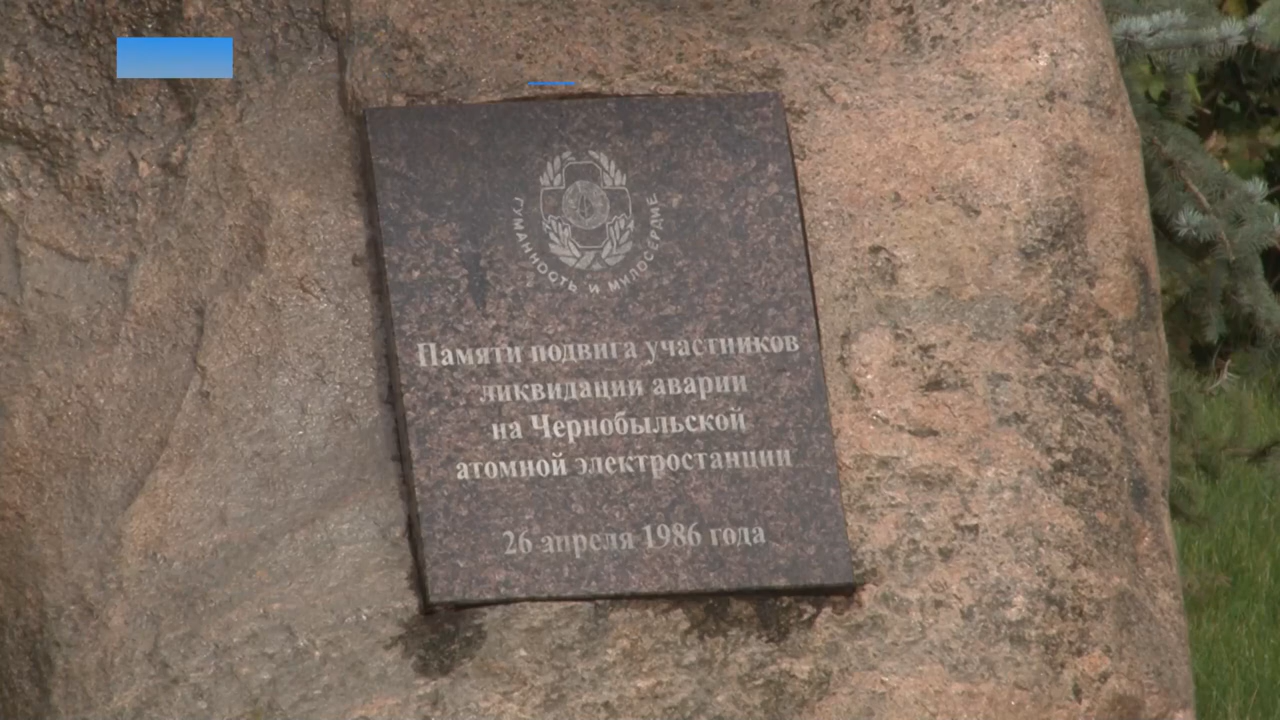 ГУМАННОСТЬ И МИЛОСЕРДИЕ
Памяти подвига участников
ликвидации аварии
на Чернобыльской
атомной электростанции
26 апреля 1986 года